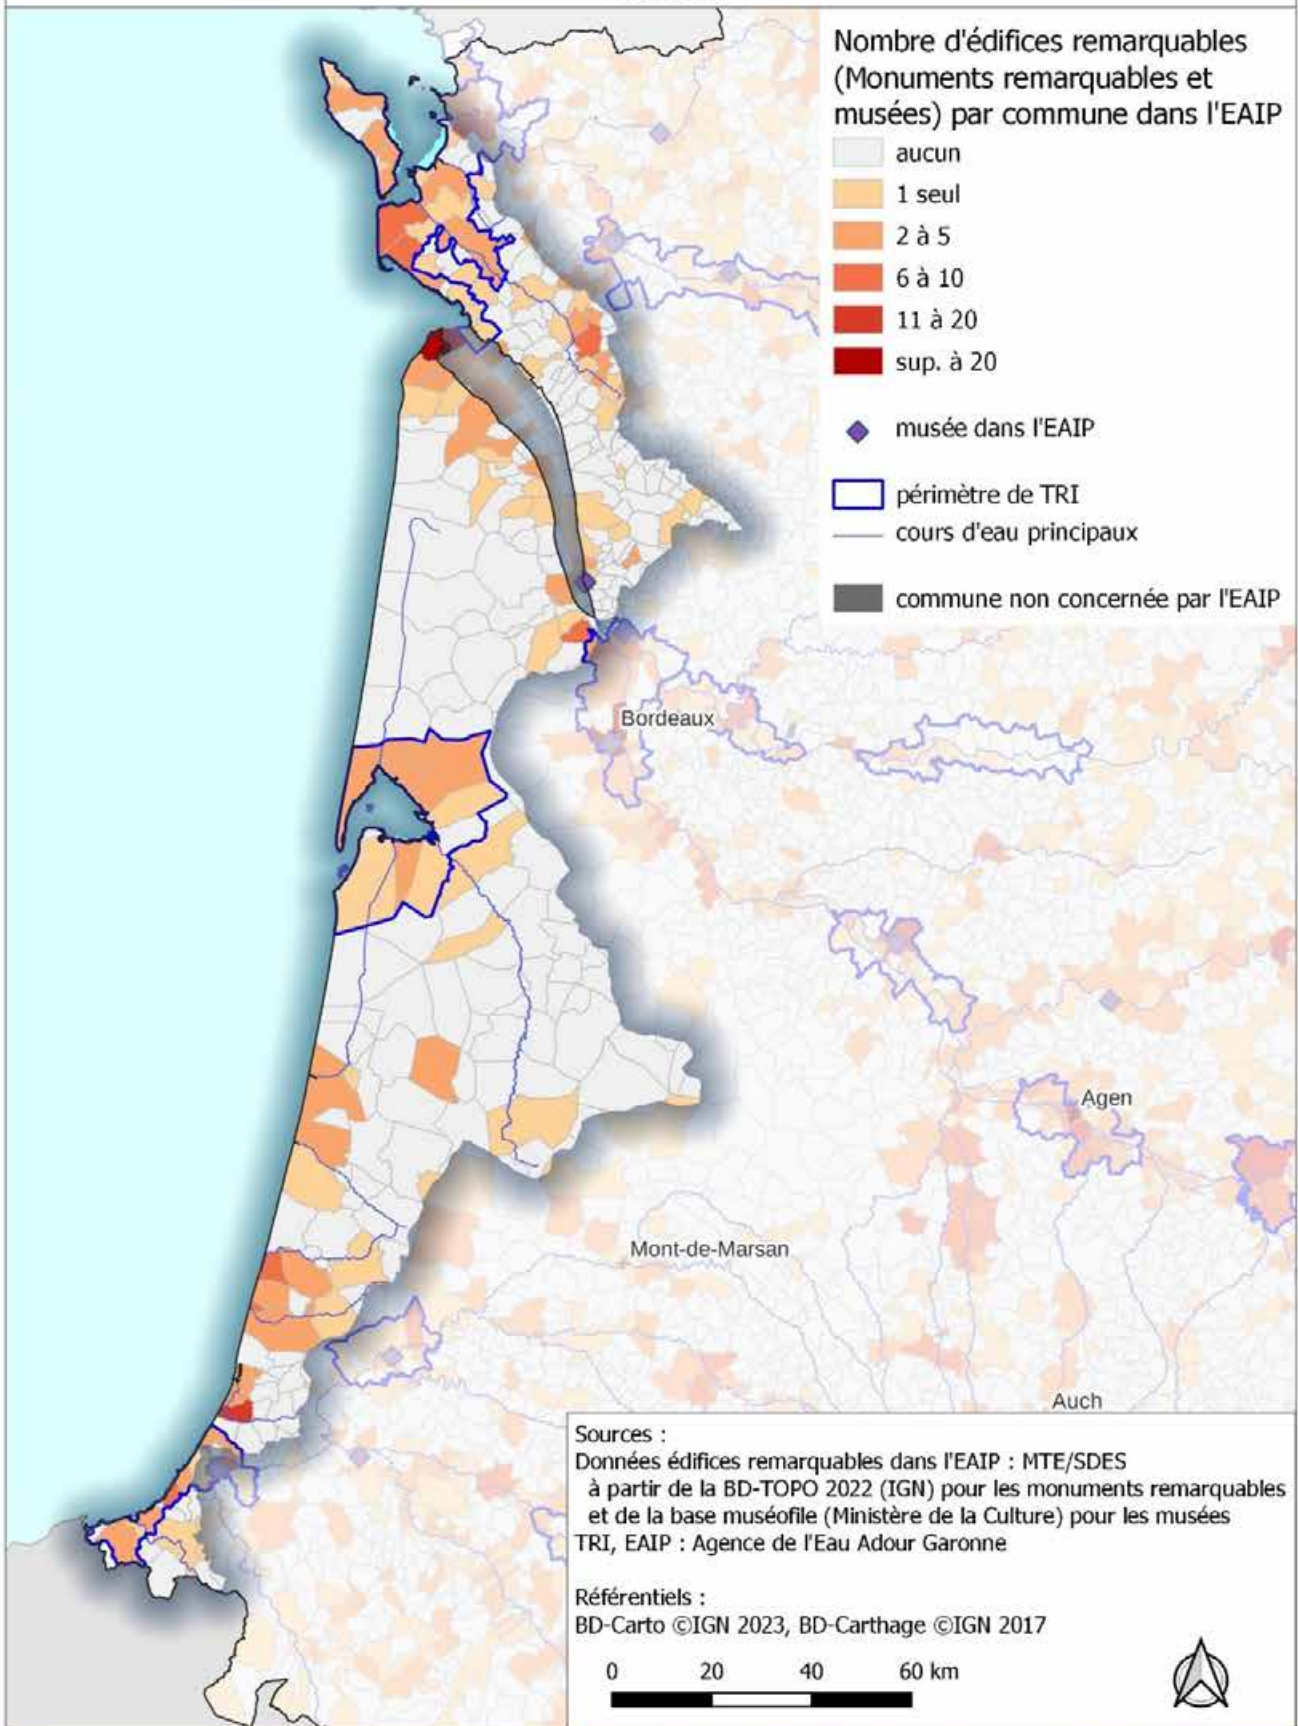 Nombre d'édifices remarquables
(Monuments remarquables et
musées) par commune dans l'EAIP
aucun
1 seul
2 à 5
6 à 10
11 à 20
sup. à 20
musée dans l'EAIP
périmètre de TRI
cours d'eau principaux
commune non concernée par l'EAIP
Bordeaux
Agen
Mont-de-Marsan
Auch
Sources :
Données édifices remarquables dans l'EAIP : MTE/SDES
à partir de la BD-TOPO 2022 (IGN) pour les monuments remarquables
et de la base muséofile (Ministère de la Culture) pour les musées
TRI, EAIP : Agence de l'Eau Adour Garonne
Référentiels :
BD-Carto ©IGN 2023, BD-Carthage ©IGN 2017
0 20 40 60 km